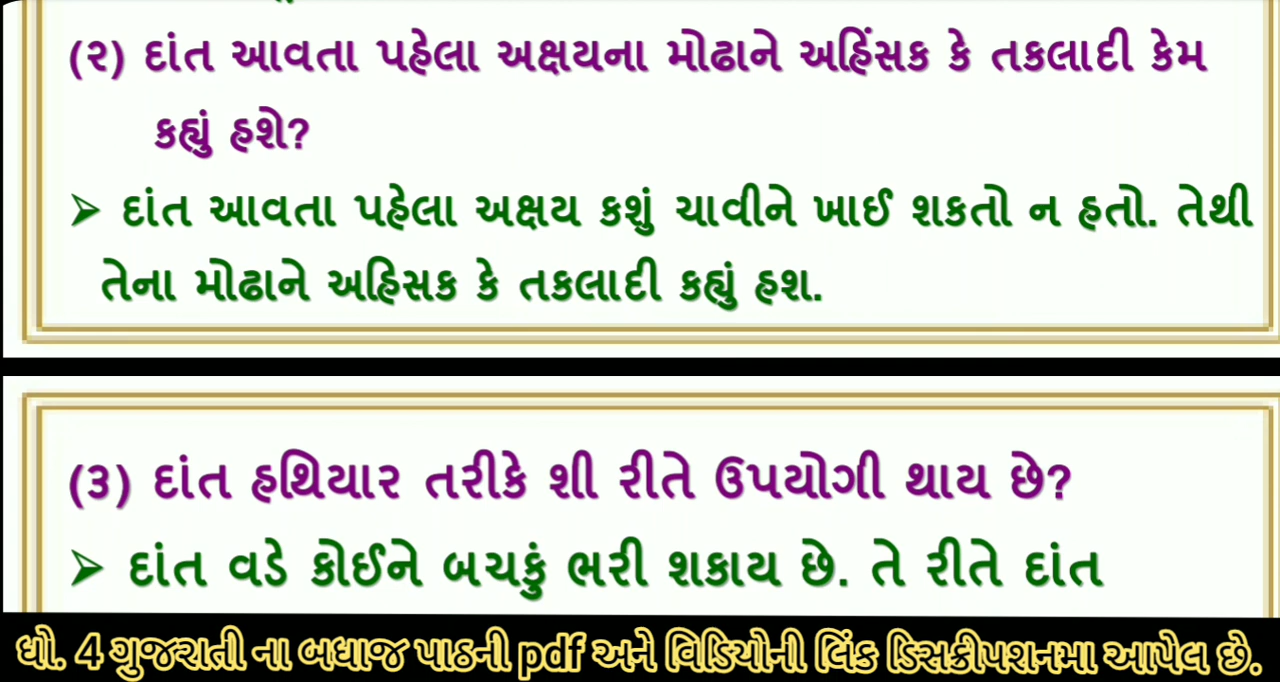 (૨) દાંત આવતા પહેલા અક્ષયના મોઢાને અહિંસક કે તકલાદી કેમ
કહ્યું હશે?
➢ દાંત આવતા પહેલા અક્ષય કશું ચાવીને ખાઈ શકતો ન હતો. તેથી
તેના મોઢાને અહિસક કે તકલાદી કહ્યું હશ.
(૩) દાંત હથિયાર તરીકે શી રીતે ઉપયોગી થાય છે?
➢ દાંત વડે કોઈને બચકું ભરી શકાય છે. તે રીતે દાંત
ધો. 4 ગુજરાતી ના બધાજ પાઠની pdf અને વિડિયોની લિંક ડિસક્રીપશનમા આપેલ છે.